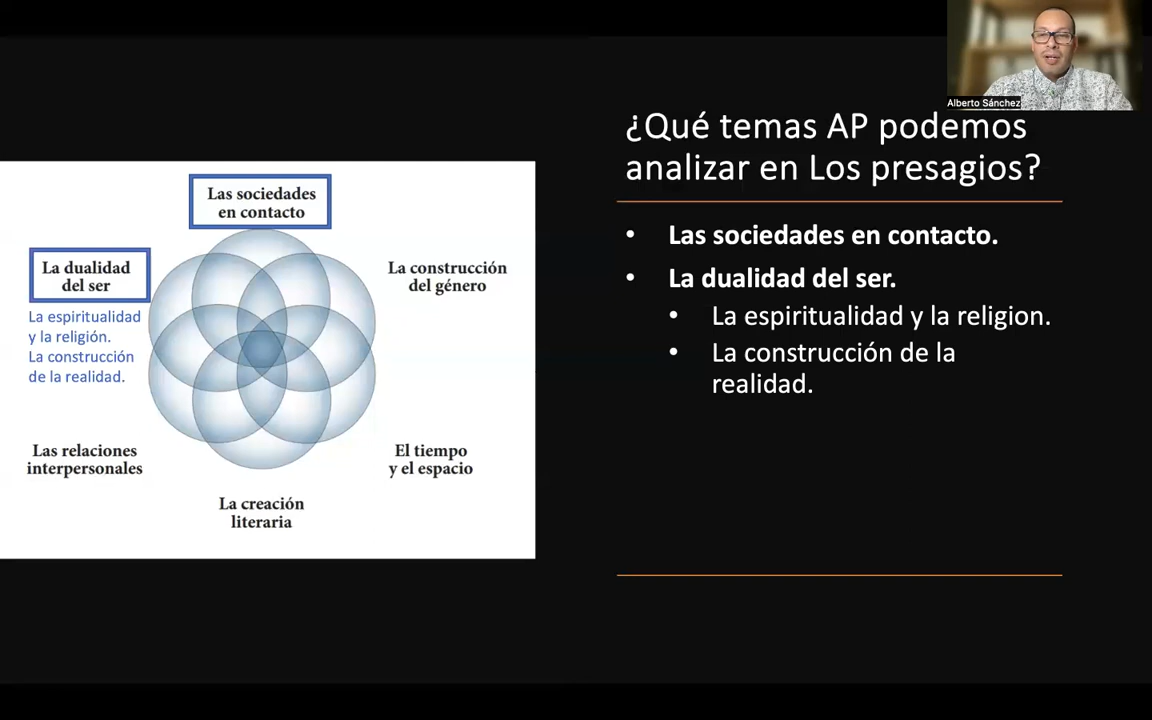 Alberto Sánchez
¿Qué temas AP podemos
analizar en Los presagios?
Las sociedades
en contacto
La dualidad
del ser
La espiritualidad
y la religión.
La construcción
de la realidad.
La construcción
del género
Las relaciones
interpersonales
El tiempo
y el espacio
La creación
literaria
• Las sociedades en contacto.
• La dualidad del ser.
• La espiritualidad y la religion.
• La construcción de la
realidad.